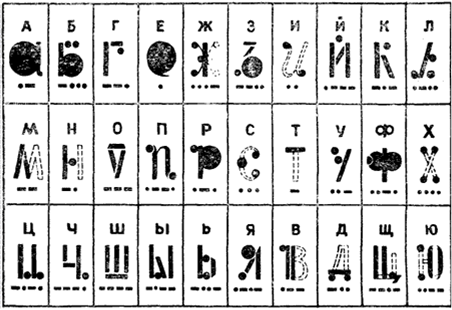 А Б Г Е Ж З И Й К Л
М Н О П Р С Т У Ф Х
Ц Ч Ш Ы Ь Я В Д Щ Ю